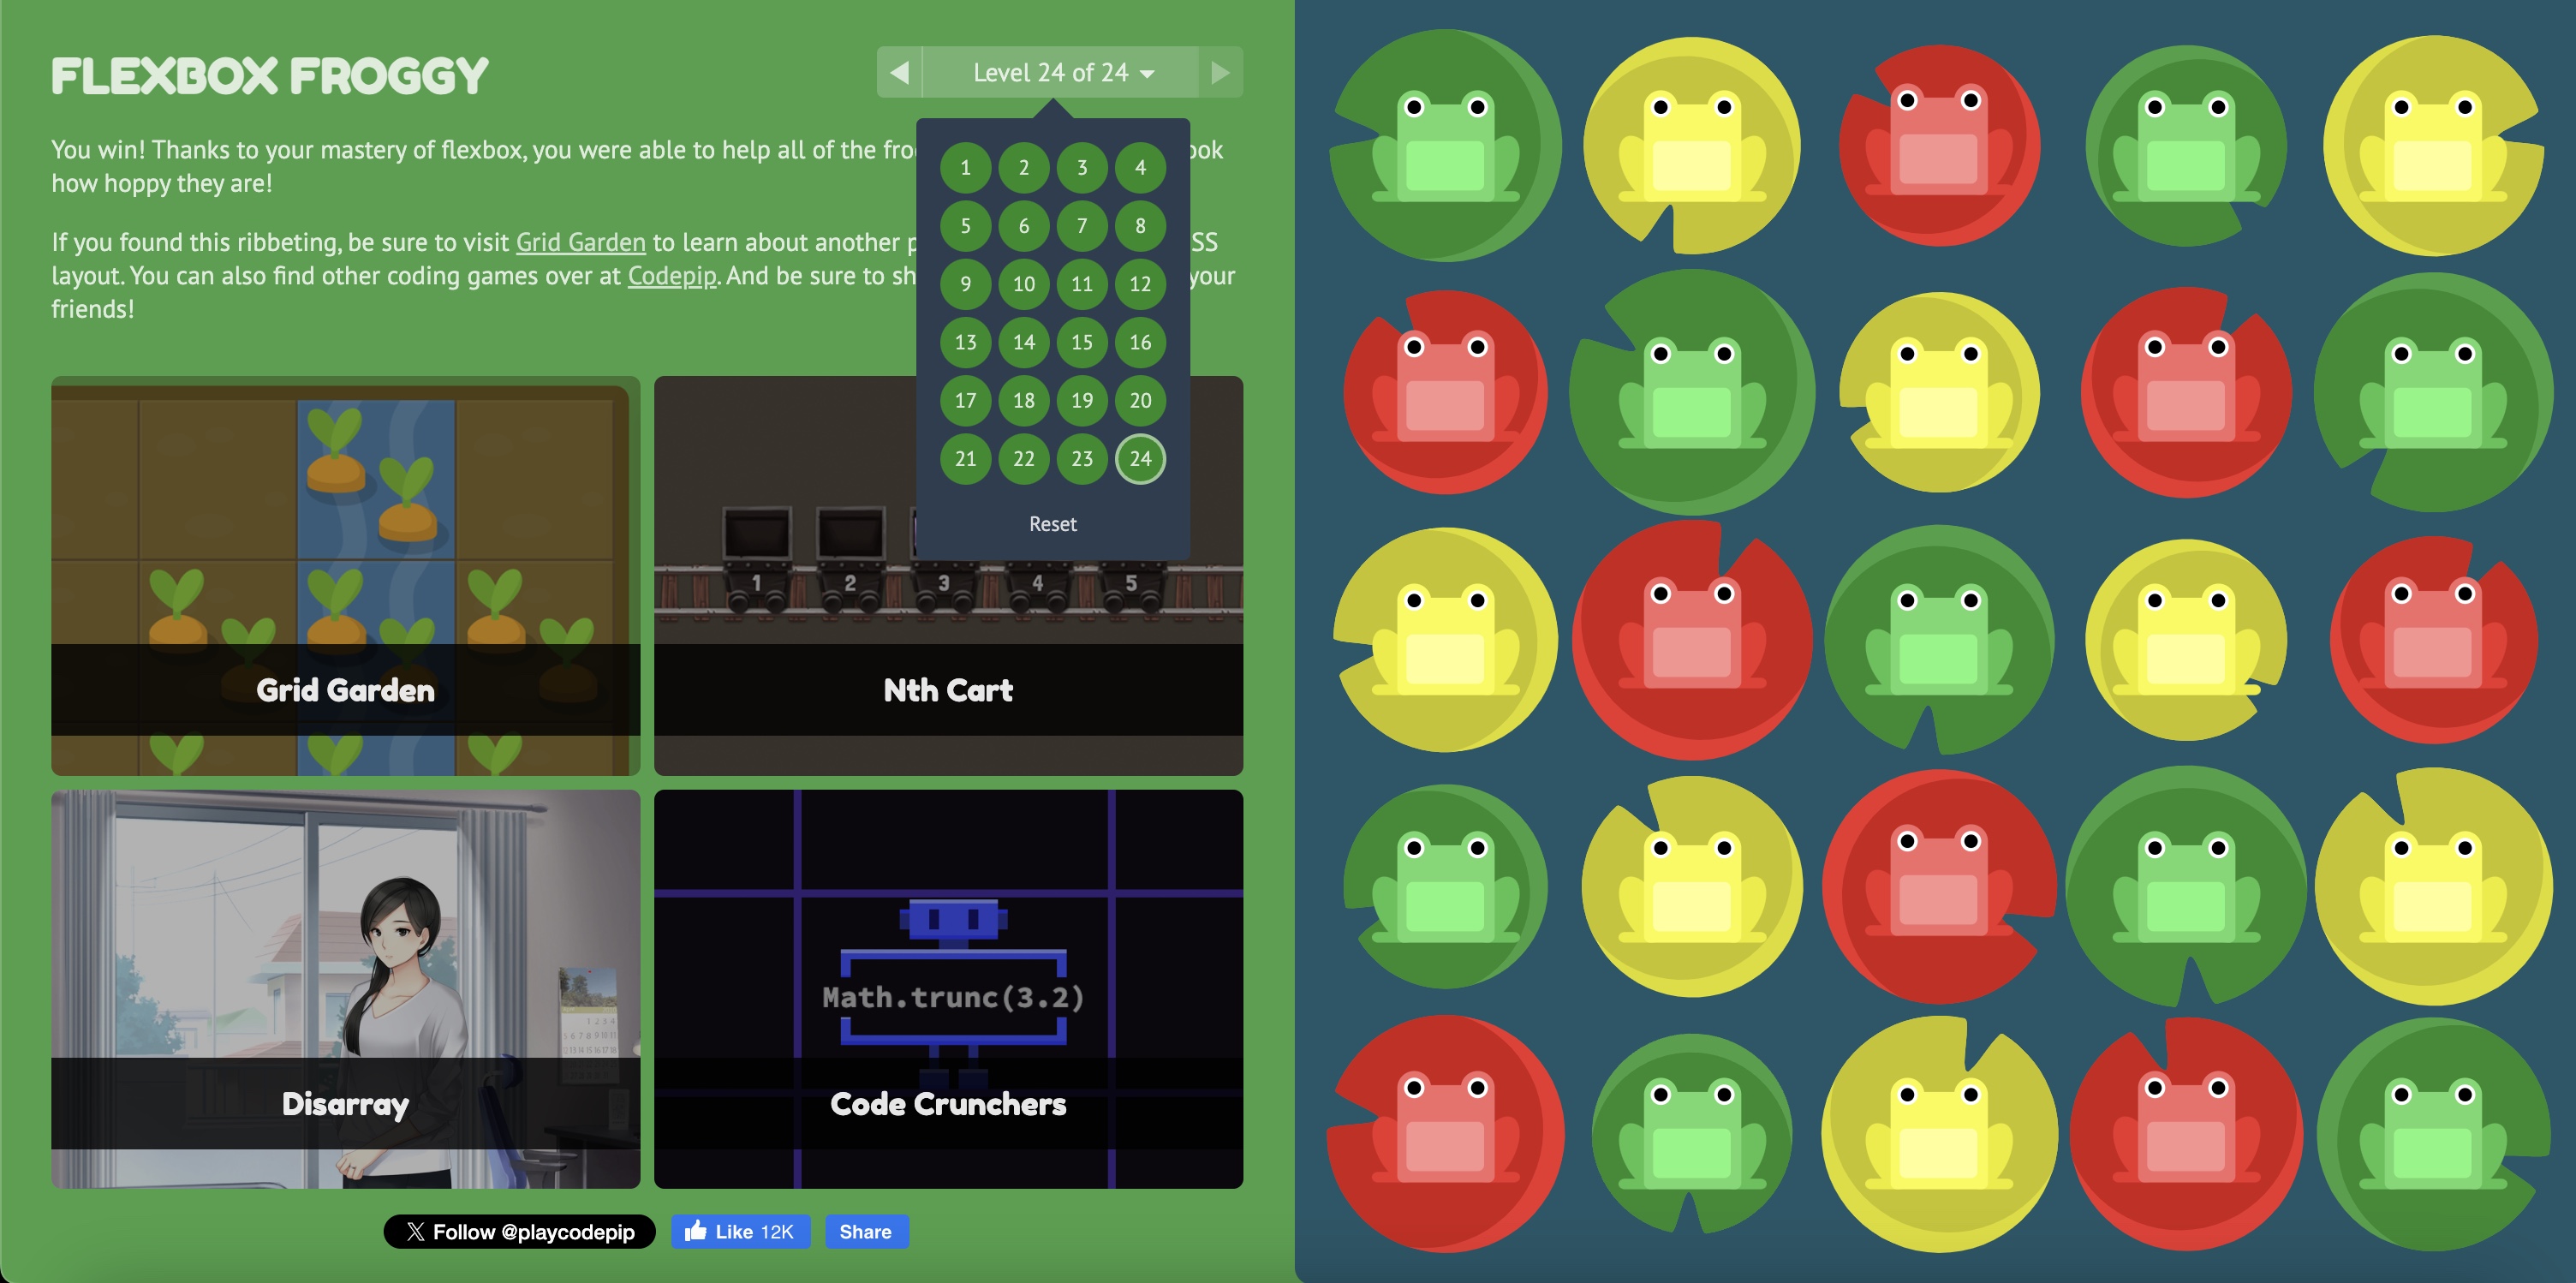 FLEXBOX FROGGY
Level 24 of 24
You win! Thanks to your mastery of flexbox, you were able to help all of the
how hoppy they are!
If you found this ribbeting, be sure to visit Grid Garden to learn about another
layout. You can also find other coding games over at Codepip. And be sure to your
friends!
1 2 3 4
5 6 7 8
9 10 11 12
13 14 15 16
17 18 19 20
21 22 23 24
Reset
1 2 3 4 5
Grid Garden
Nth Cart
Math.trunc(3.2)
Disarray
Code Crunchers
Follow @playcodepip
Like 12K
Share